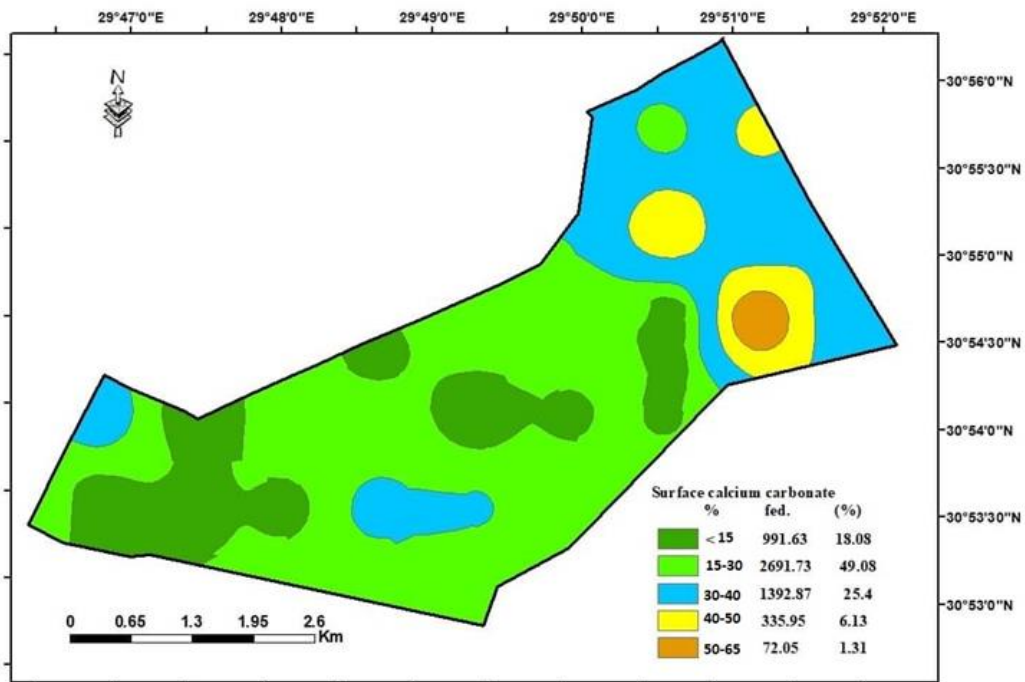 29°47'0"E 29°48'0"E 29°49'0"E 29°50'0"E 29°51'0"E 29°52'0"E
N
30°56'0"N
30°55'30"N
30°55'0"N
30°54'30"N
30°54'0"N
30°53'30"N
30°53'0"N
Surface calcium carbonate
% fed. (%)
<15 991.63 18.08
15-30 2691.73 49.08
30-40 1392.87 25.4
40-50 335.95 6.13
50-65 72.05 1.31
0 0.65 1.3 1.95 2.6
Km